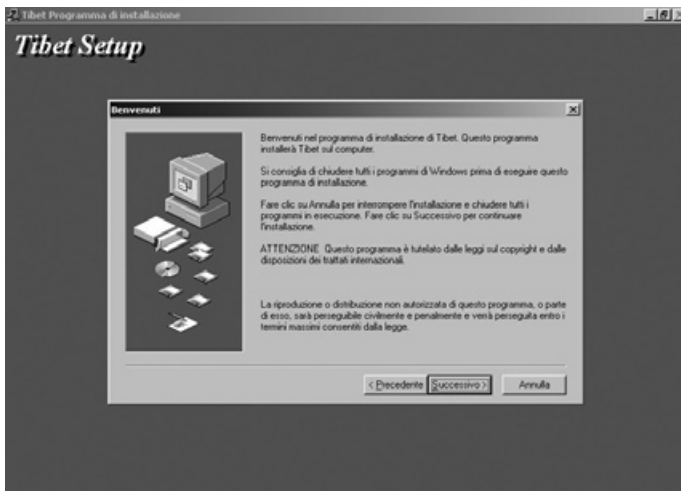 Tibet Programma di installazione
Tibet Setup
Benvenuti
Benvenuti nel programma di installazione di Tibet. Questo programma
installerà Tibet sul computer.
Si consiglia di chiudere tutti i programmi di Windows prima di eseguire questo
programma di installazione.
Fare clic su Annulla per interrompere l'installazione e chiudere tutti i
programmi in esecuzione. Fare clic su Successivo per continuare
l'installazione.
ATTENZIONE Questo programma è tutelato dalle leggi sul copyright e dalle
disposizioni dei trattati internazionali.
La riproduzione o distribuzione non autorizzata di questo programma, o parte
di esso, sarà perseguibile civilmente e penalmente e verrà perseguita entro i
termini massimi consentiti dalla legge.
< Precedente Successivo > Annulla